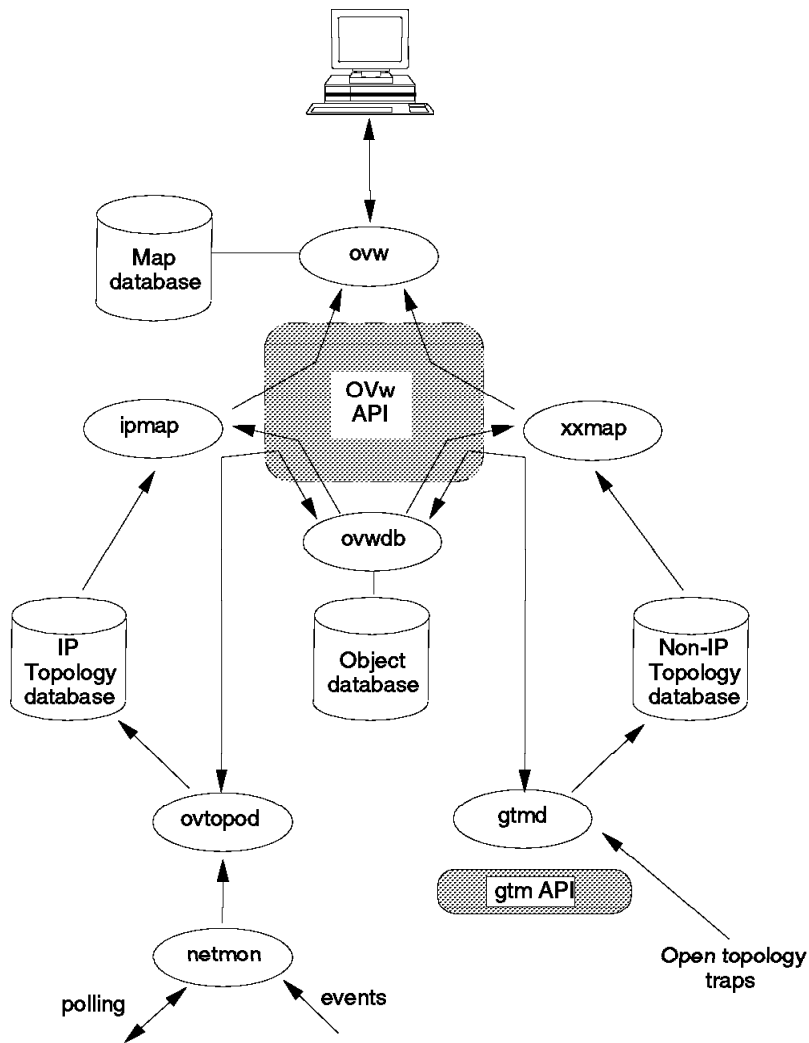 ovw
Map
database
OVw
API
ipmap
xxmap
ovwdb
IP
Topology
database
Object
database
Non-IP
Topology
database
ovtopod
gtmd
gtm API
netmon
Open topology
traps
polling
events